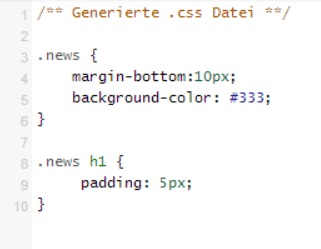 1 /** Generierte .css Datei **/
2
3 .news {
4     margin-bottom:10px;
5     background-color: #333;
6 }
7
8 .news h1 {
9      padding: 5px;
10 }